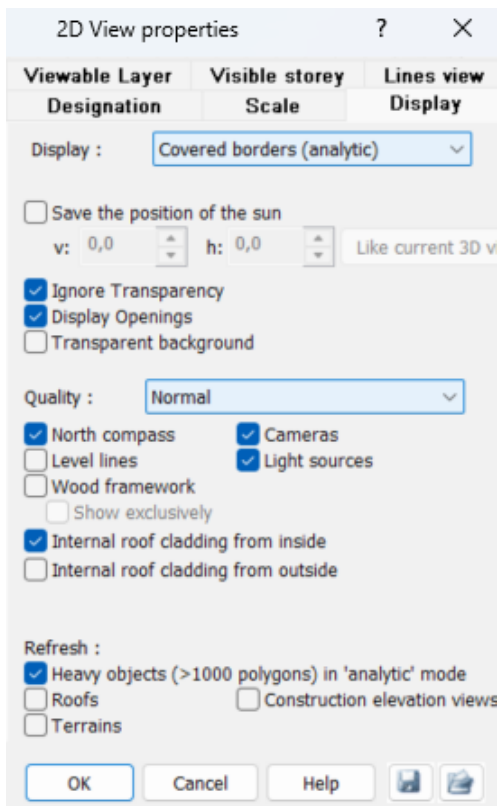 2D View properties ?
Viewable Layer Visible storey Lines view
Designation Scale Display
Display : Covered borders (analytic)
Save the position of the sun
v: 0,0 h: 0,0 Like current 3D vi
Ignore Transparency
Display Openings
Transparent background
Quality : Normal
North compass Cameras
Level lines Light sources
Wood framework
Show exclusively
Internal roof cladding from inside
Internal roof cladding from outside
Refresh :
Heavy objects (>1000 polygons) in 'analytic' mode
Roofs Construction elevation views
Terrains
OK Cancel Help